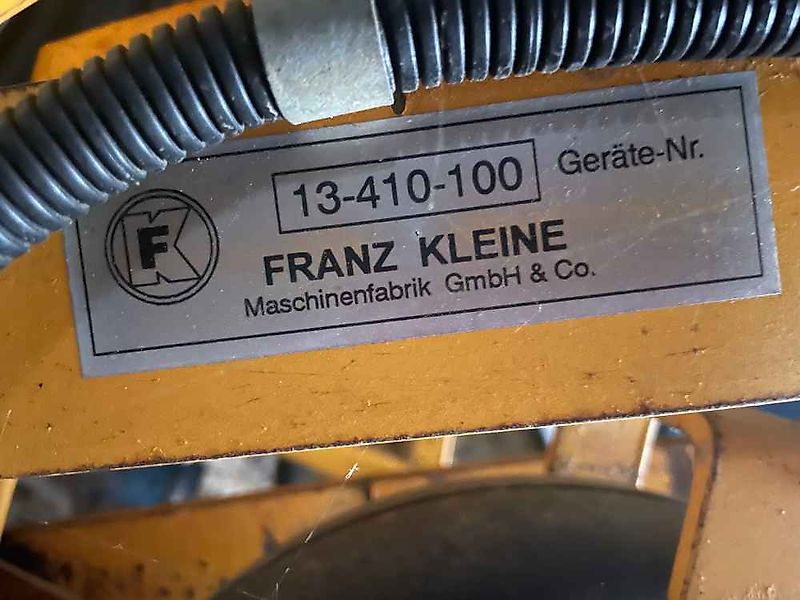 13-410-100 Geräte-Nr.
FK
FRANZ KLEINE
Maschinenfabrik GmbH & Co.